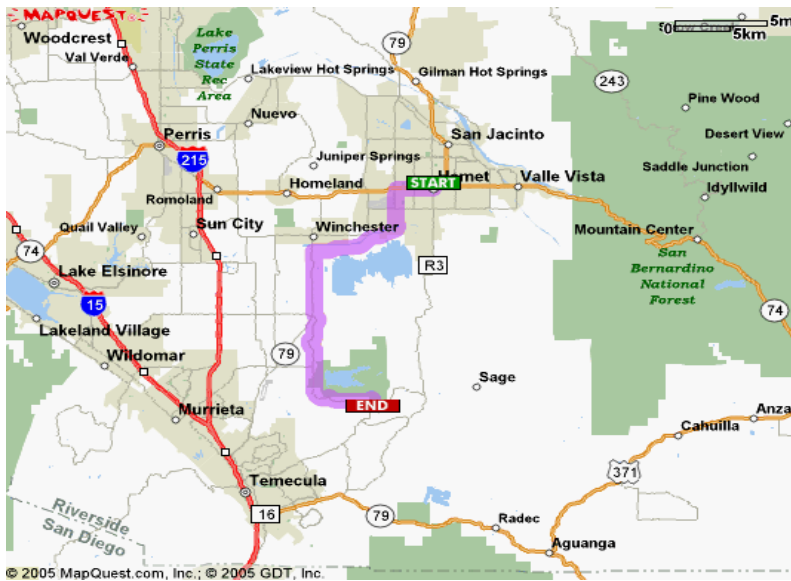 MAPQUEST
Woodcrest
Val Verde
Lake
Perris
State
Rec
Area
79
Lakeview Hot Springs
Gilman Hot Springs
5m
5km
243
Pine Wood
Desert View
Nuevo
San Jacinto
Perris
215
Juniper Springs
Saddle Junction
START
Hemet
Valle Vista
Idyllwild
Romoland
Homeland
Quail Valley
Sun City
Winchester
Mountain Center
74
Lake Elsinore
R3
San
Bernardino
National
Forest
15
74
Lakeland Village
Wildomar
79
Sage
END
Murrieta
Anza
Cahuilla
371
Temecula
16
79
Radec
Aguanga
Riverside
San Diego
© 2005 MapQuest.com, Inc.; © 2005 GDT, Inc.